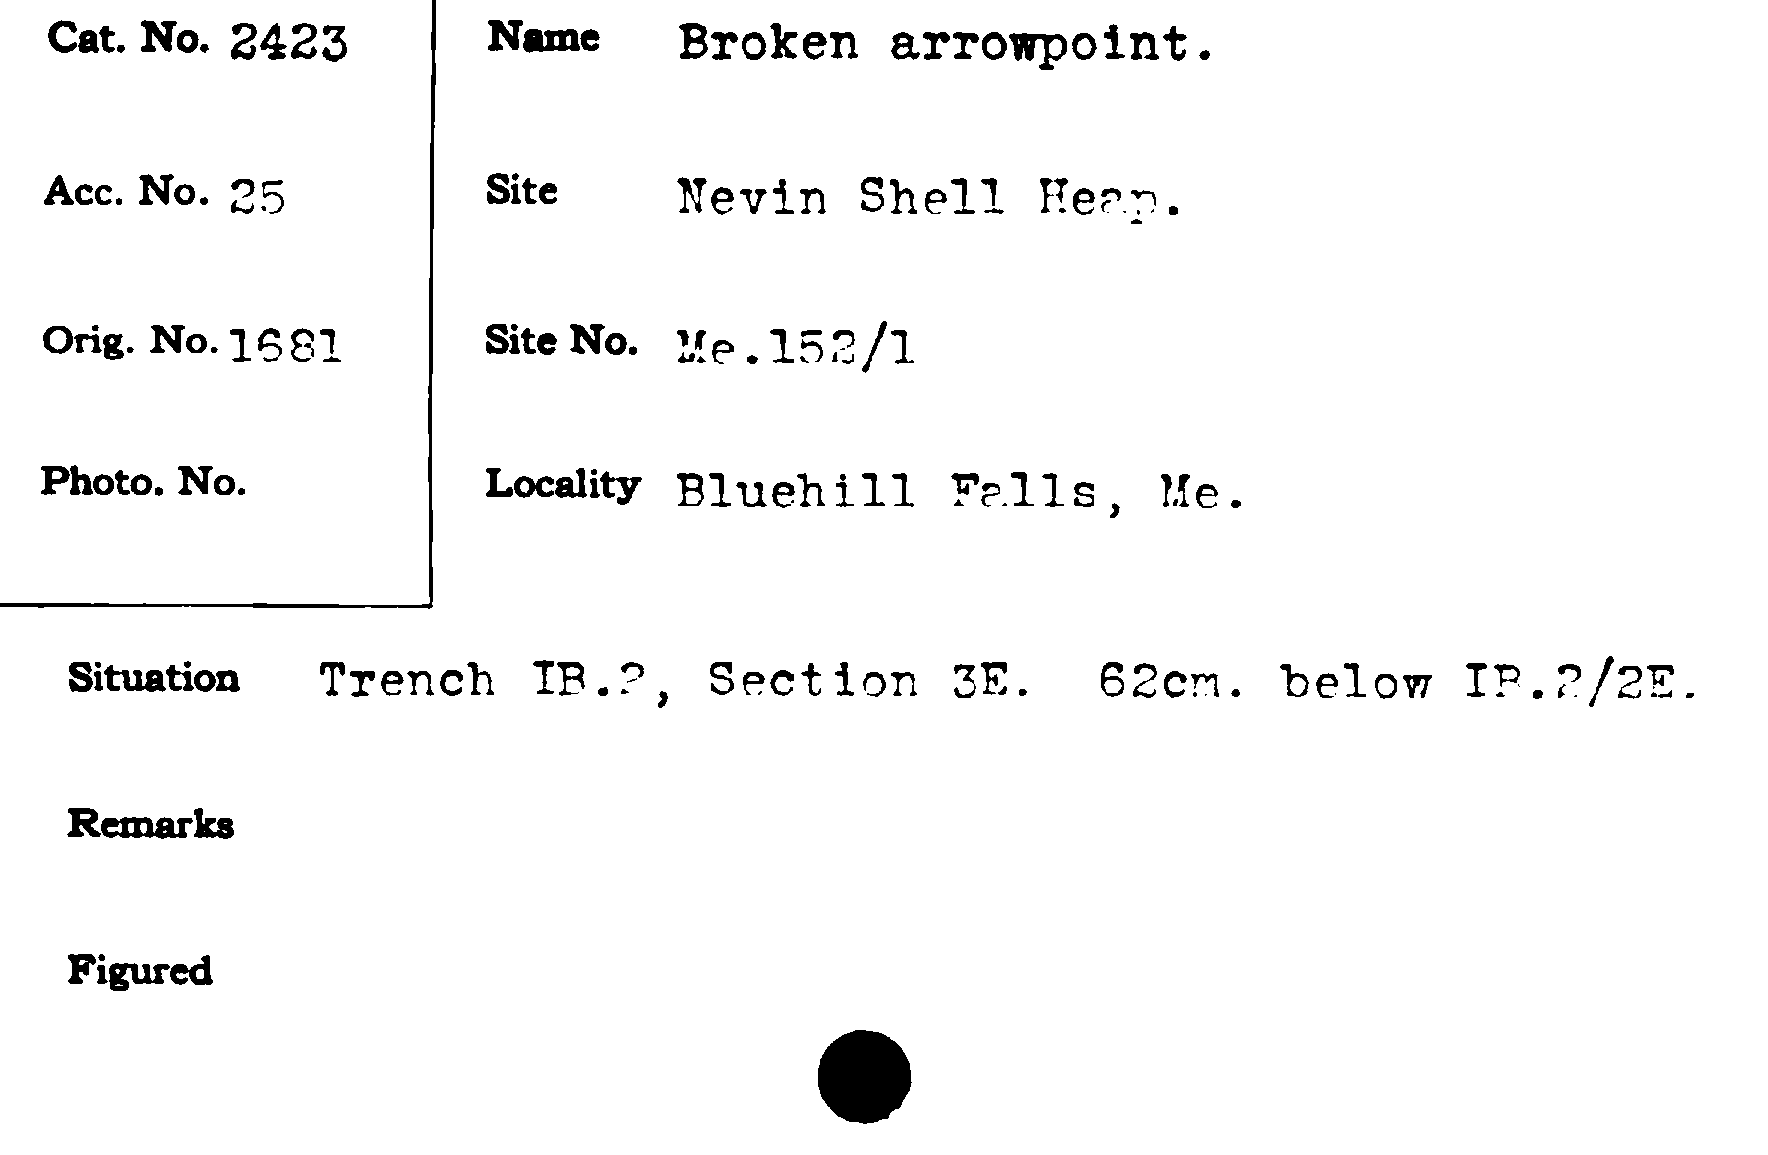 Cat. No. 2423
Name Broken arrowpoint.
Acc. No. 25
Site Nevin Shell Heap.
Orig. No. 1681
Site No. Me.152/1
Photo. No.
Locality Bluehill Falls, Me.
Situation Trench IB.2, Section 3E. 62cm. below IB.2/2E.
Remarks
Figured